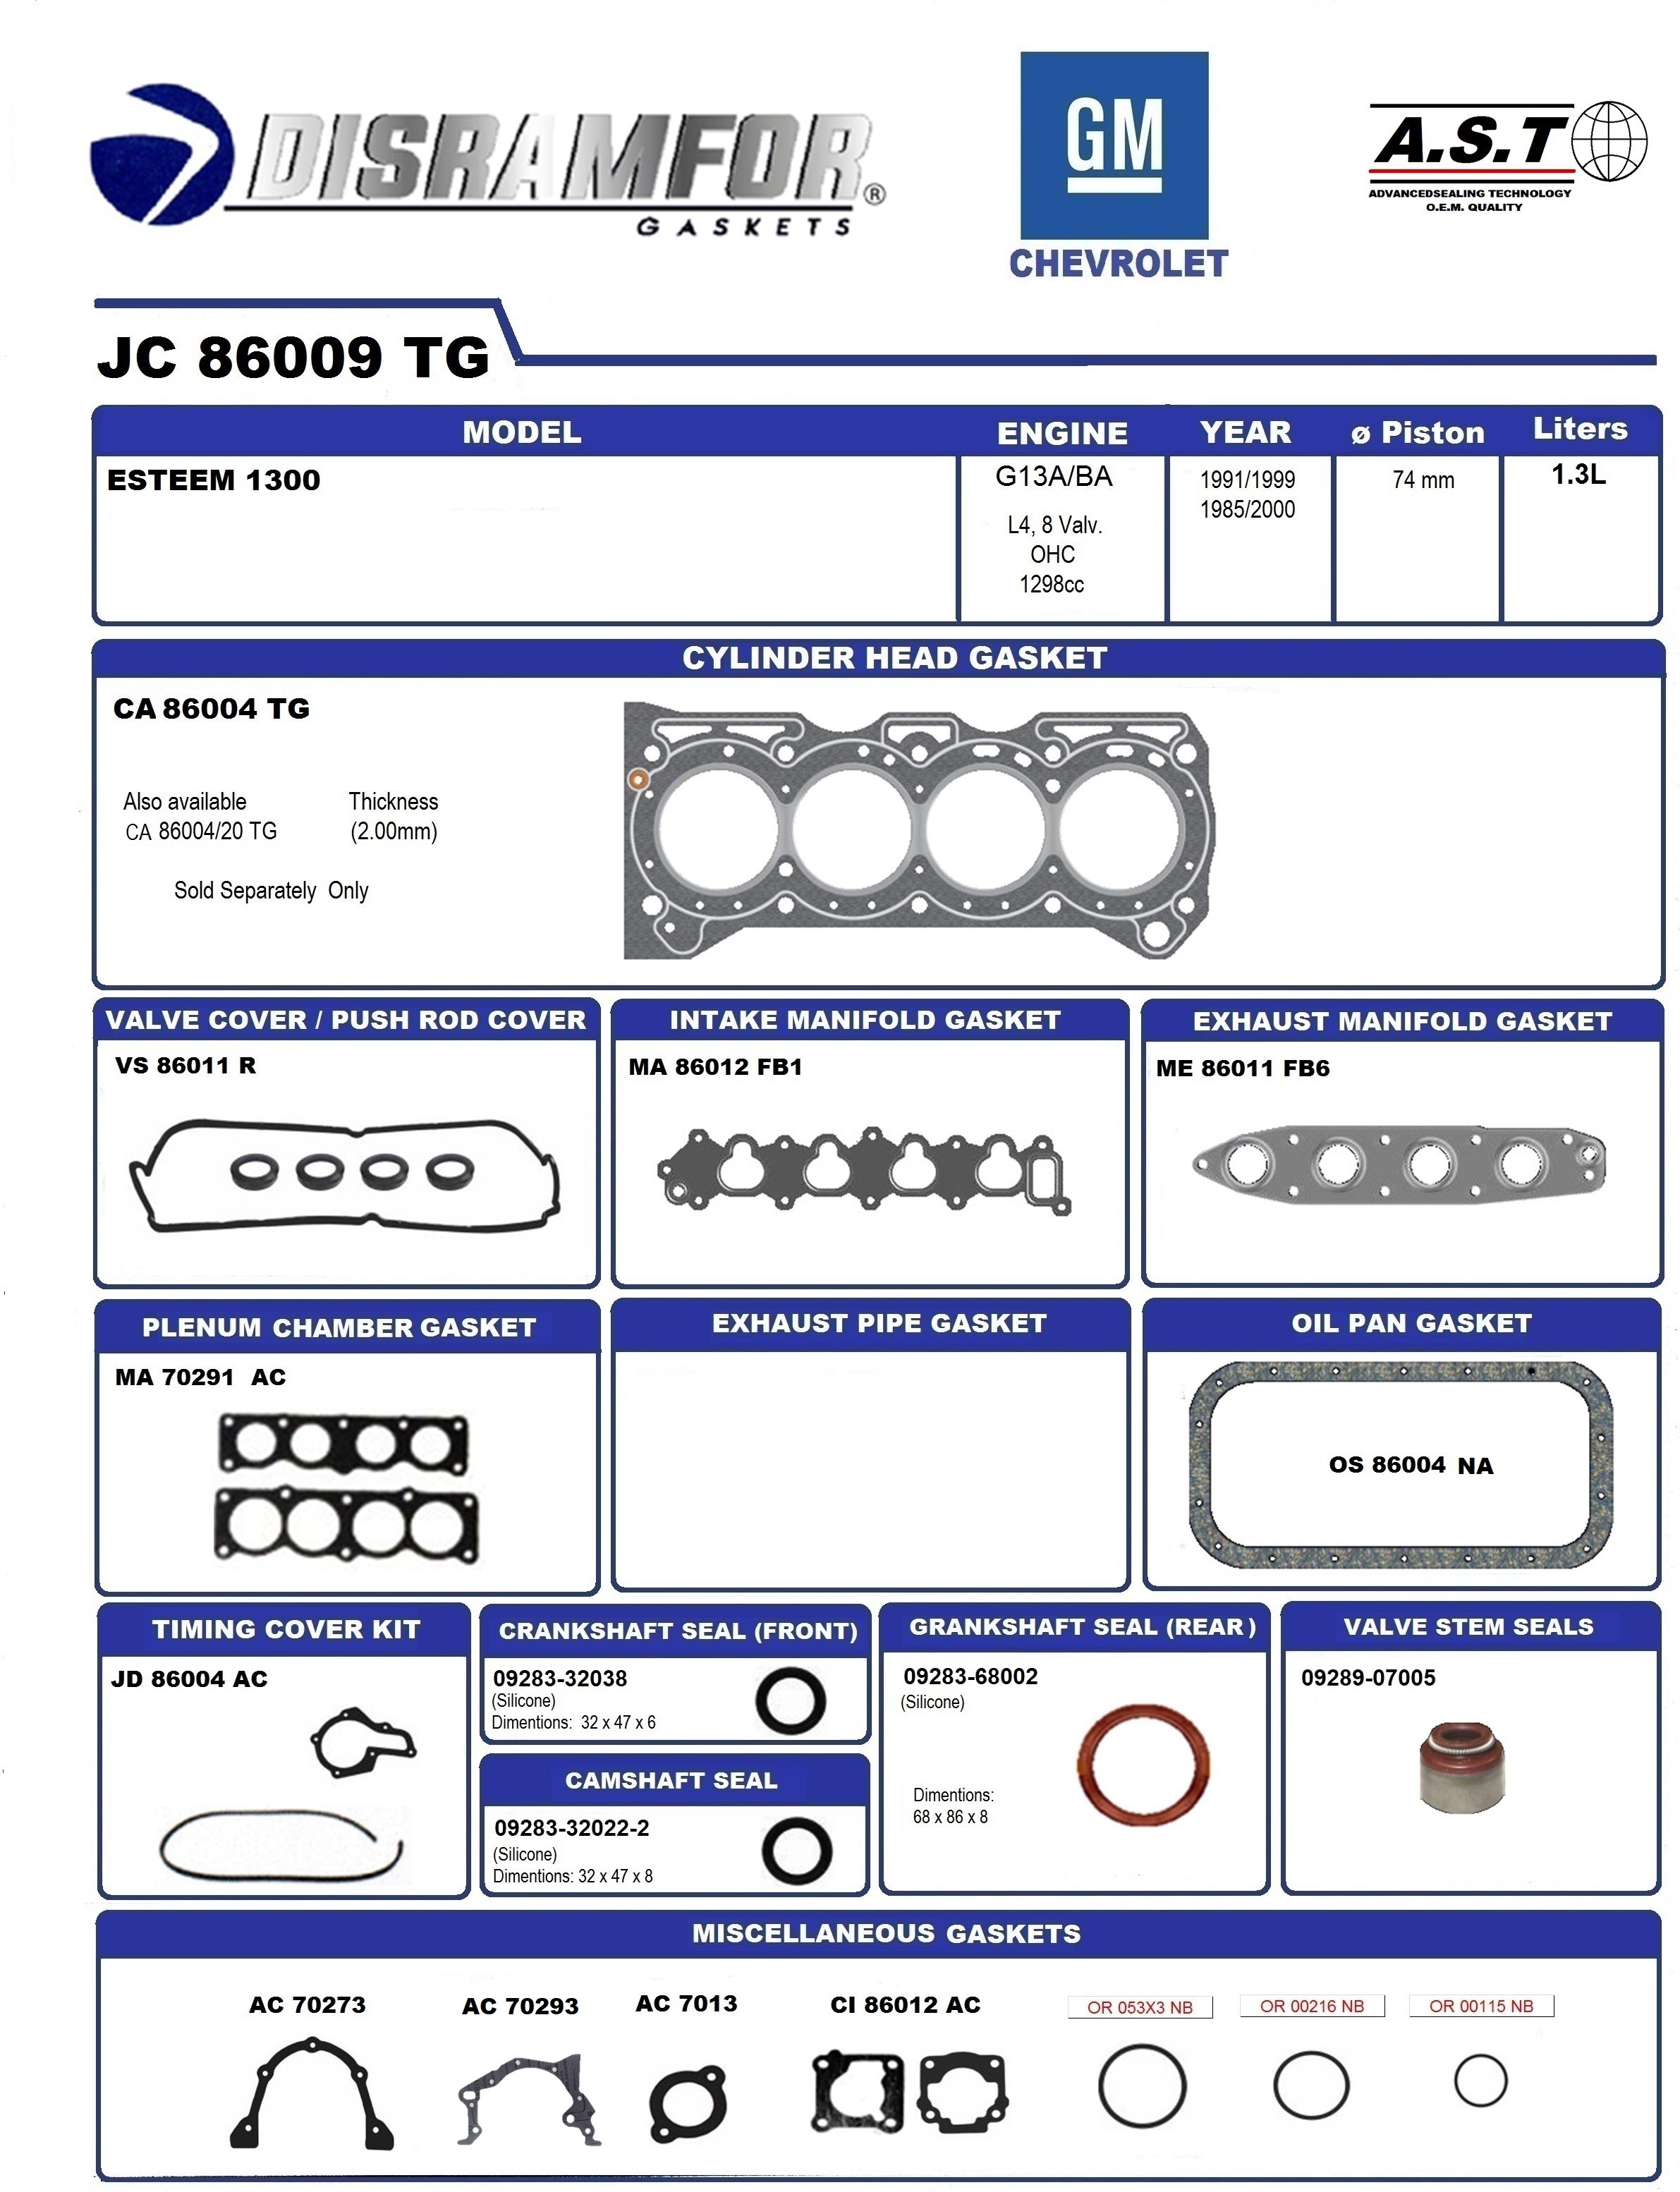 DISRAMFOR®
GASKETS
GM
CHEVROLET
A.S.T
ADVANCEDSEALING TECHNOLOGY
O.E.M. QUALITY
JC 86009 TG
MODEL ENGINE YEAR ø Piston Liters
ESTEEM 1300 G13A/BA 1991/1999 74 mm 1.3L
1985/2000
L4, 8 Valv.
OHC
1298cc
CYLINDER HEAD GASKET
CA 86004 TG
Also available Thickness
CA 86004/20 TG (2.00mm)
Sold Separately Only
VALVE COVER / PUSH ROD COVER
VS 86011 R
INTAKE MANIFOLD GASKET
MA 86012 FB1
EXHAUST MANIFOLD GASKET
ME 86011 FB6
PLENUM CHAMBER GASKET
MA 70291 AC
EXHAUST PIPE GASKET
OIL PAN GASKET
OS 86004 NA
TIMING COVER KIT
JD 86004 AC
CRANKSHAFT SEAL (FRONT)
09283-32038
(Silicone)
Dimentions: 32 x 47 x 6
CAMSHAFT SEAL
09283-32022-2
(Silicone)
Dimentions: 32 x 47 x 8
GRANKSHAFT SEAL (REAR)
09283-68002
(Silicone)
Dimentions:
68 x 86 x 8
VALVE STEM SEALS
09289-07005
MISCELLANEOUS GASKETS
AC 70273 AC 70293 AC 7013 CI 86012 AC OR 053X3 NB OR 00216 NB OR 00115 NB